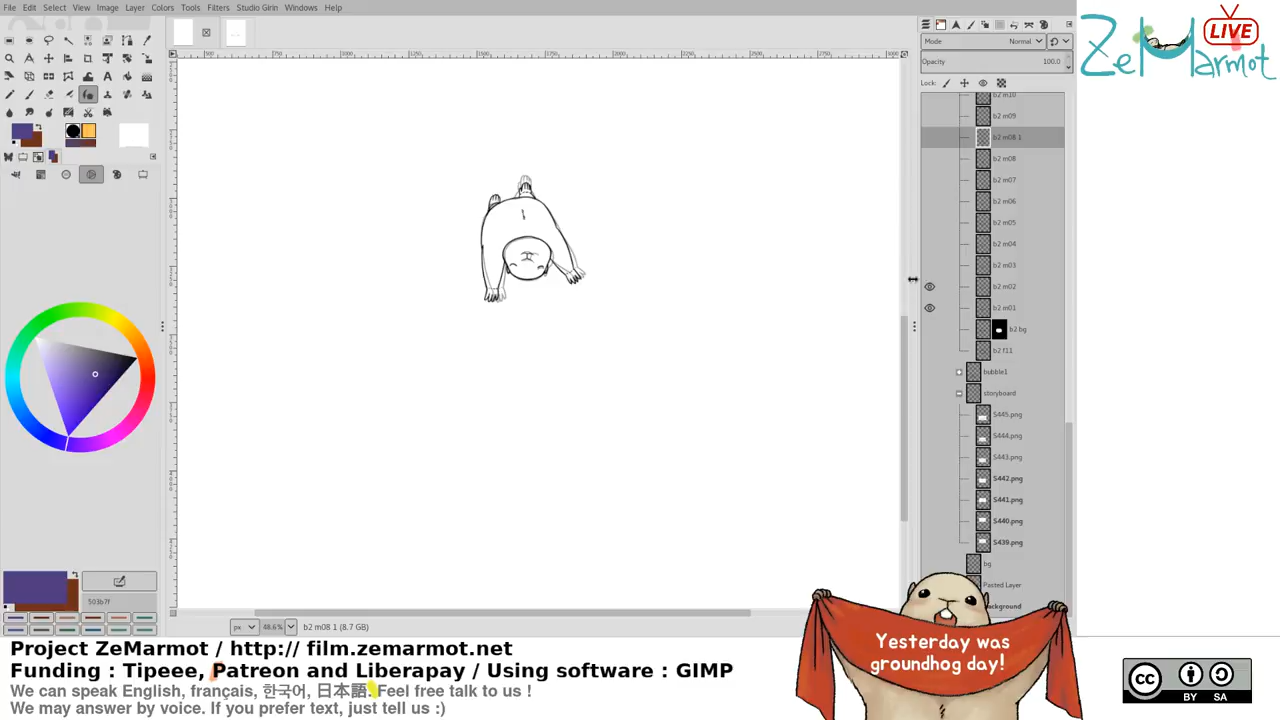 File Edit Select View Image Layer Colors Tools Filters Studio Girin Windows Help
ZeMarmot LIVE
Mode Normal
Opacity 100.0
Lock:
b2 m10
b2 m09
b2 m08 1
b2 m08
b2 m07
b2 m06
b2 m05
b2 m04
b2 m03
b2 m02
b2 m01
b2 bg
b2 f11
bubble1
storyboard
S445.png
S444.png
S443.png
S442.png
S441.png
S440.png
S439.png
bg
Pasted Layer
Background
503b7f
px 48.6% b2 m08 1 (8.7 GB)
Project ZeMarmot / http:// film.zemarmot.net
Funding : Tipeee, Patreon and Liberapay / Using software : GIMP
We can speak English, français, 한국어, 日本語 Feel free talk to us !
We may answer by voice. If you prefer text, just tell us :)
Yesterday was
groundhog day!
CC BY SA